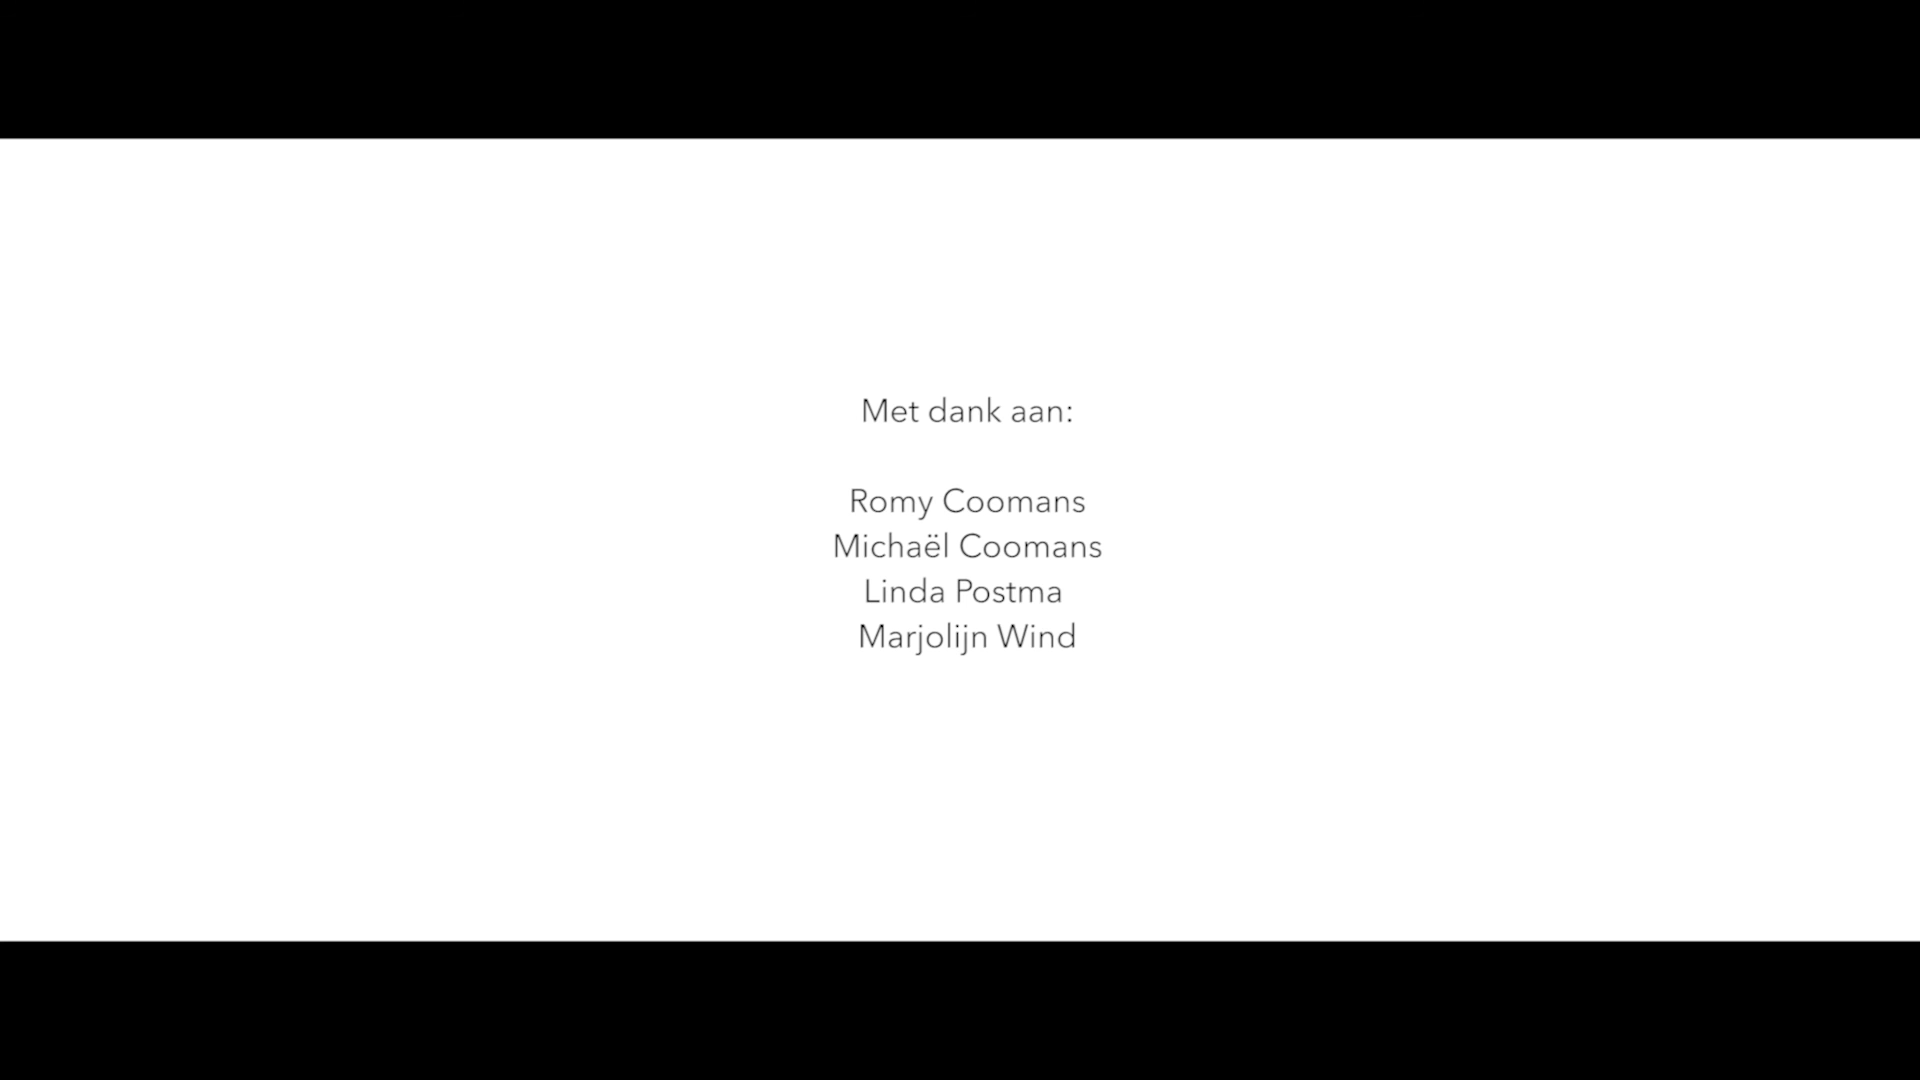 Met dank aan:
Romy Coomans
Michaël Coomans
Linda Postma
Marjolijn Wind